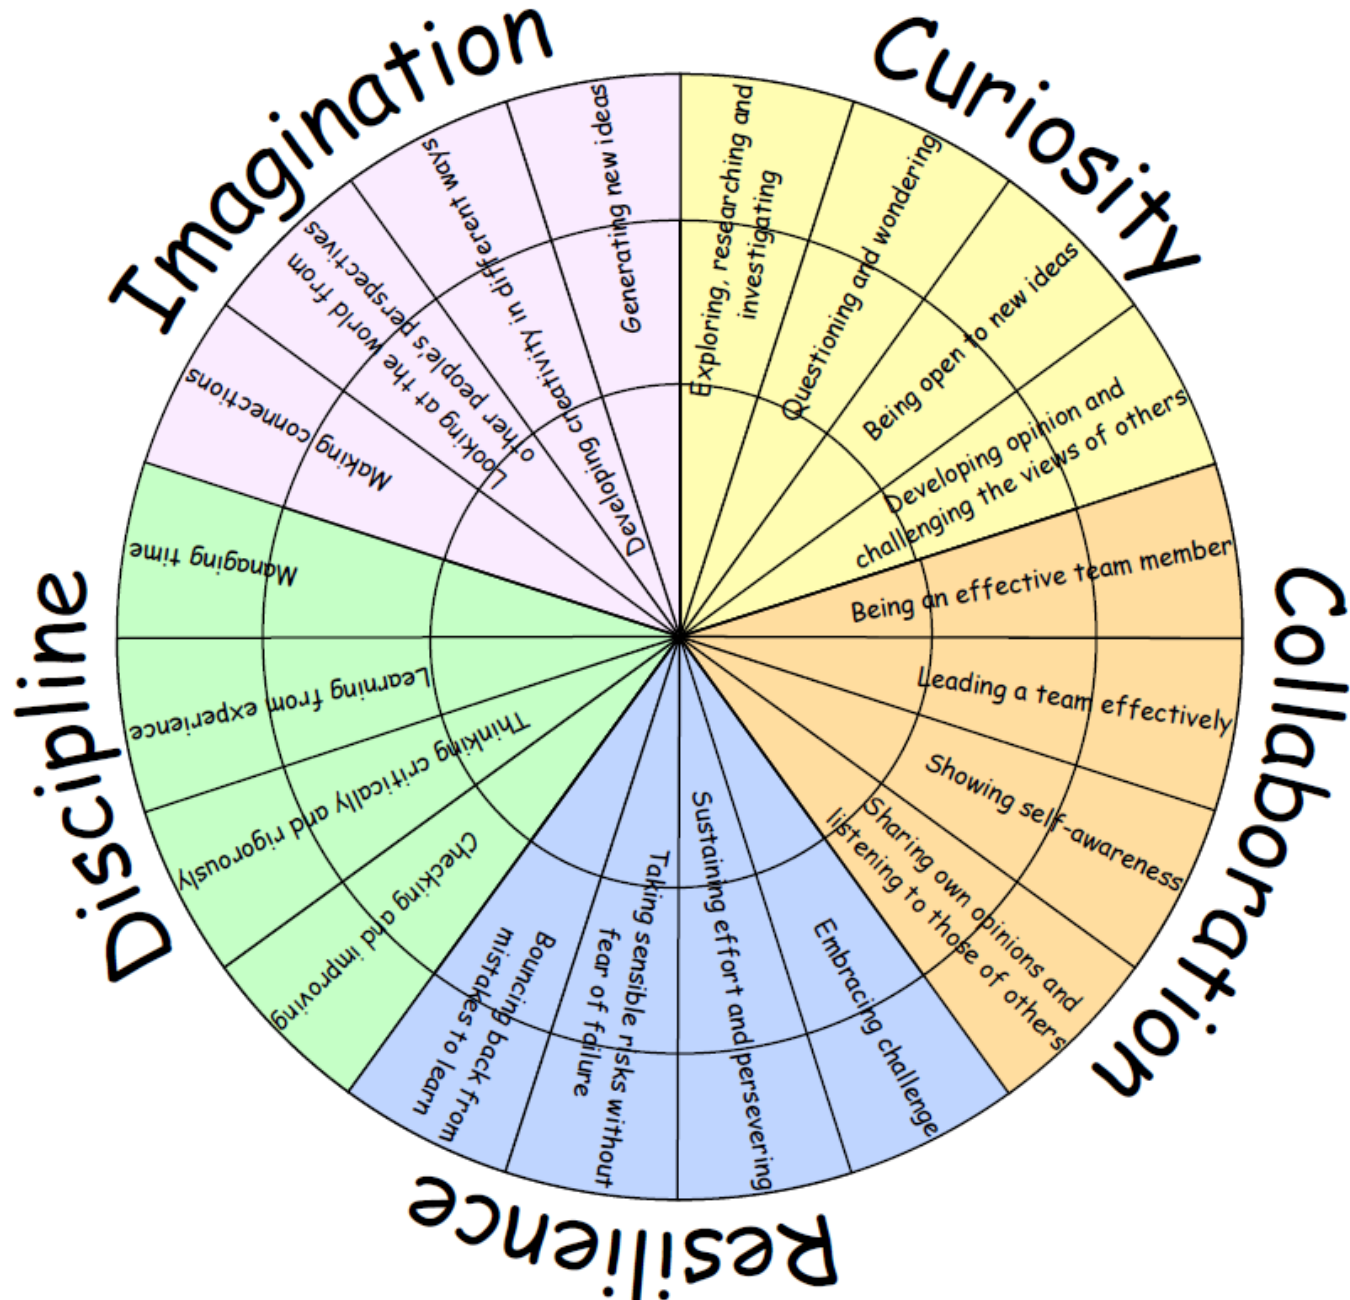 Curiosity
Exploring, researching and
investigating
Questioning and wondering
Being open to new ideas
Developing opinion and
challenging the views of others
Collaboration
Being an effective team member
Leading a team effectively
Showing self-awareness
Sharing own opinions and
listening to those of others
Resilience
Embracing challenge
Sustaining effort and persevering
Taking sensible risks without
fear of failure
Bouncing back from
mistakes to learn
Discipline
Checking and improving
Thinking critically and rigorously
Learning from experience
Managing time
Imagination
Making connections
Looking at the world from
other people's perspectives
Developing creativity in different ways
Generating new ideas